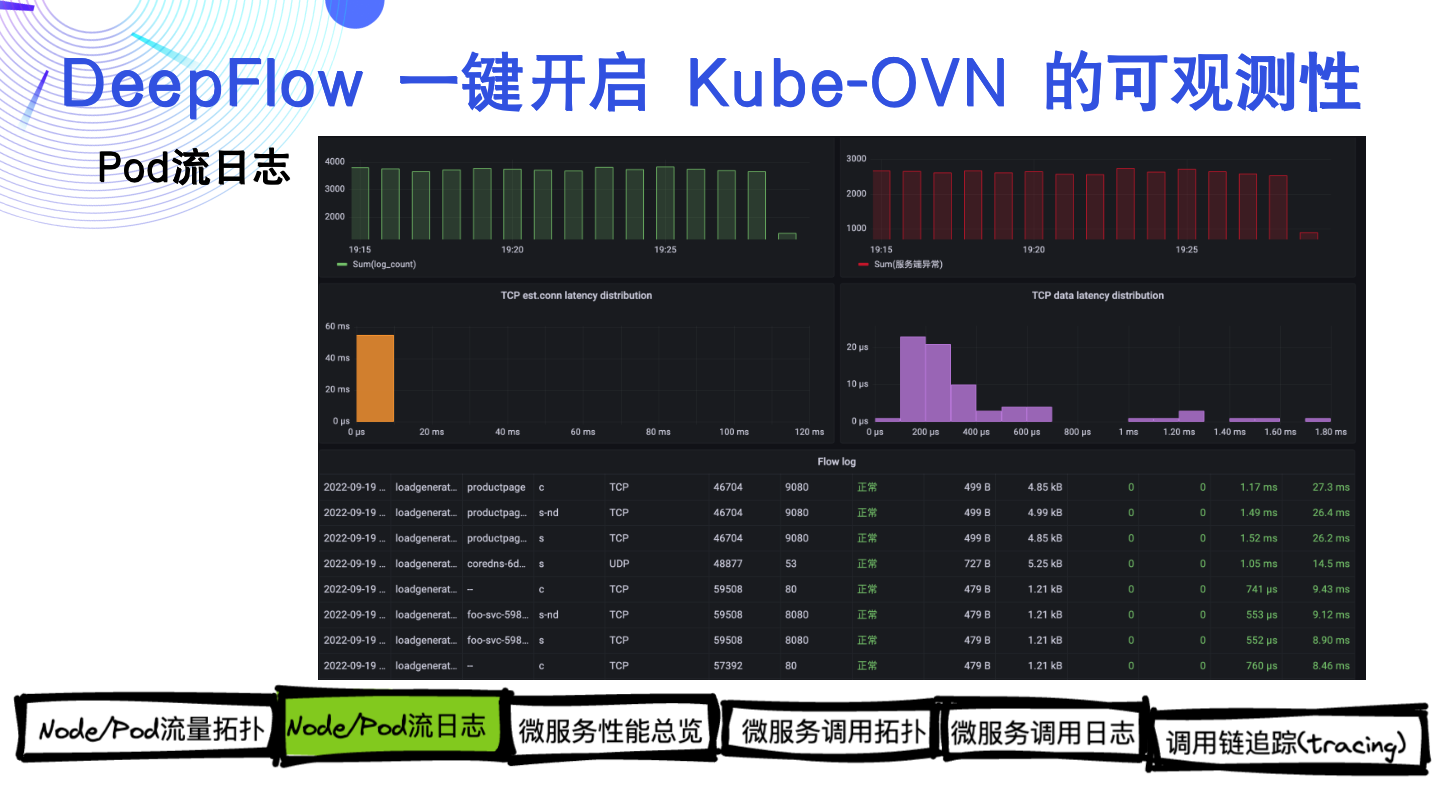 DeepFlow 一键开启 Kube-OVN 的可观测性
Pod流日志
4000
3000
2000
19:15 19:20 19:25
Sum(log_count)
3000
2000
1000
19:15 19:20 19:25
Sum(服务端异常)
TCP est.conn latency distribution
60 ms
40 ms
20 ms
0 µs
0 µs 20 ms 40 ms 60 ms 80 ms 100 ms 120 ms
TCP data latency distribution
20 µs
10 µs
0 µs
0 µs 200 µs 400 µs 600 µs 800 µs 1 ms 1.20 ms 1.40 ms 1.60 ms 1.80 ms
Flow log
2022-09-19 ... loadgenerat... productpage c TCP 46704 9080 正常 499 B 4.85 kB 0 0 1.17 ms 27.3 ms
2022-09-19 ... loadgenerat... productpag... s-nd TCP 46704 9080 正常 499 B 4.99 kB 0 0 1.49 ms 26.4 ms
2022-09-19 ... loadgenerat... productpag... s TCP 46704 9080 正常 499 B 4.85 kB 0 0 1.52 ms 26.2 ms
2022-09-19 ... loadgenerat... coredns-6d... s UDP 48877 53 正常 727 B 5.25 kB 0 0 1.05 ms 14.5 ms
2022-09-19 ... loadgenerat... -- c TCP 59508 80 正常 479 B 1.21 kB 0 0 741 µs 9.43 ms
2022-09-19 ... loadgenerat... foo-svc-598... s-nd TCP 59508 8080 正常 479 B 1.21 kB 0 0 553 µs 9.12 ms
2022-09-19 ... loadgenerat... foo-svc-598... s TCP 59508 8080 正常 479 B 1.21 kB 0 0 552 µs 8.90 ms
2022-09-19 ... loadgenerat... -- c TCP 57392 80 正常 479 B 1.21 kB 0 0 760 µs 8.46 ms
Node/Pod流量拓扑
Node/Pod流日志
微服务性能总览
微服务调用拓扑
微服务调用日志
调用链追踪(tracing)